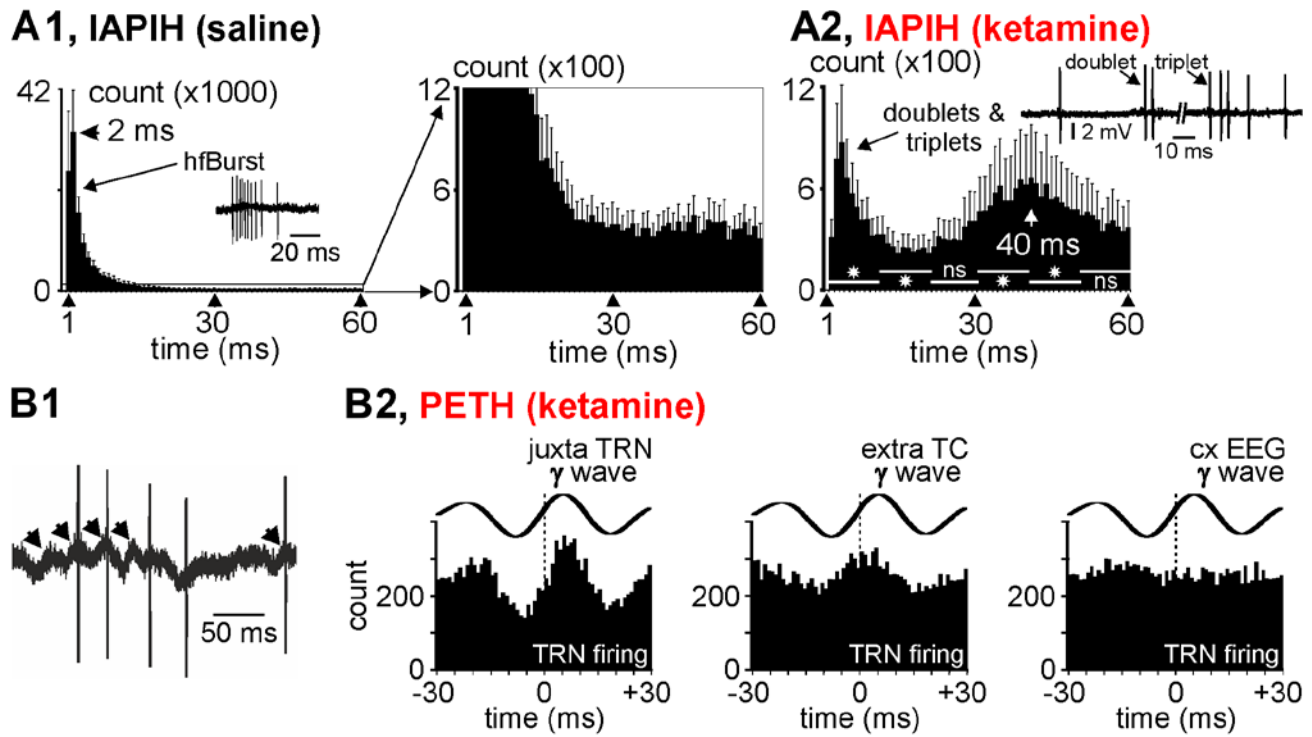 A1, IAPIH (saline)
42
count (x1000)
2 ms
hfBurst
20 ms
0
1
30
60
time (ms)
count (x100)
12
6
0
1
30
60
time (ms)
A2, IAPIH (ketamine)
count (x100)
12
doublets &
triplets
doublet
triplet
2 mV
10 ms
6
40 ms
ns
ns
0
1
30
60
time (ms)
B1
50 ms
B2, PETH (ketamine)
juxta TRN
γ wave
count
200
0
TRN firing
-30
0
+30
time (ms)
extra TC
γ wave
200
0
TRN firing
-30
0
+30
time (ms)
cx EEG
γ wave
200
0
TRN firing
-30
0
+30
time (ms)